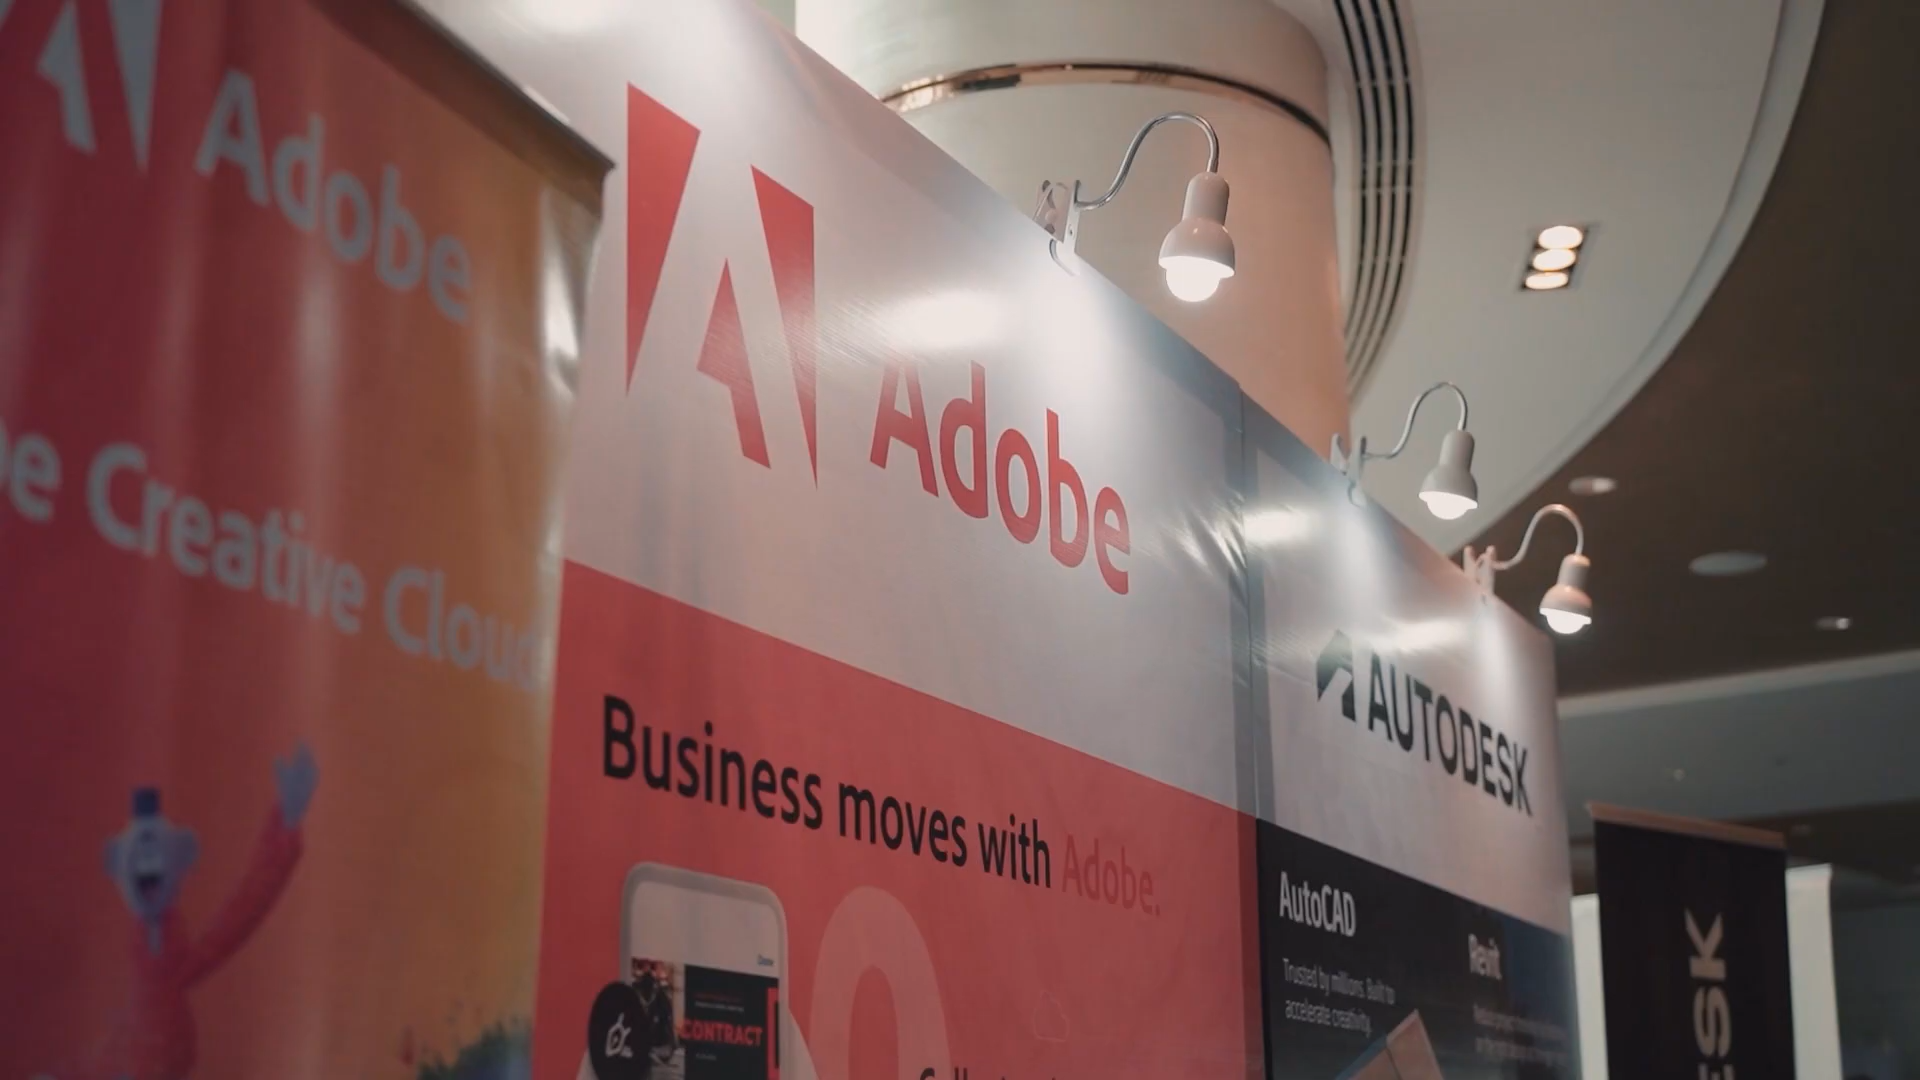 Adobe
be Creative Cloud
Adobe
Business moves with Adobe.
CONTRACT
AUTODESK
AutoCAD
Trusted by millions. Built to
accelerate creativity.
Revit
ESK